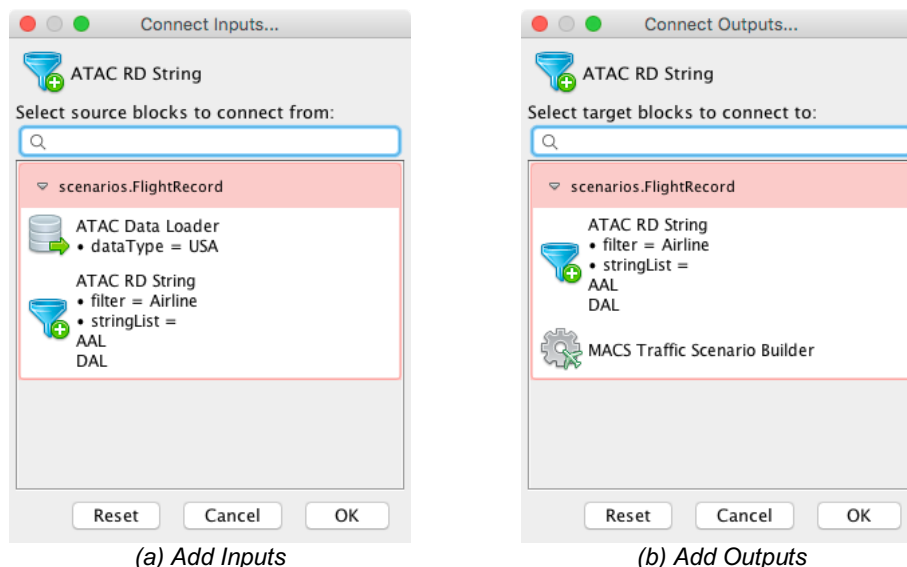 Connect Inputs...
ATAC RD String
Select source blocks to connect from:
scenarios.FlightRecord
ATAC Data Loader
• dataType = USA
ATAC RD String
• filter = Airline
• stringList =
AAL
DAL
Reset Cancel OK
(a) Add Inputs
Connect Outputs...
ATAC RD String
Select target blocks to connect to:
scenarios.FlightRecord
ATAC RD String
• filter = Airline
• stringList =
AAL
DAL
MACS Traffic Scenario Builder
Reset Cancel OK
(b) Add Outputs